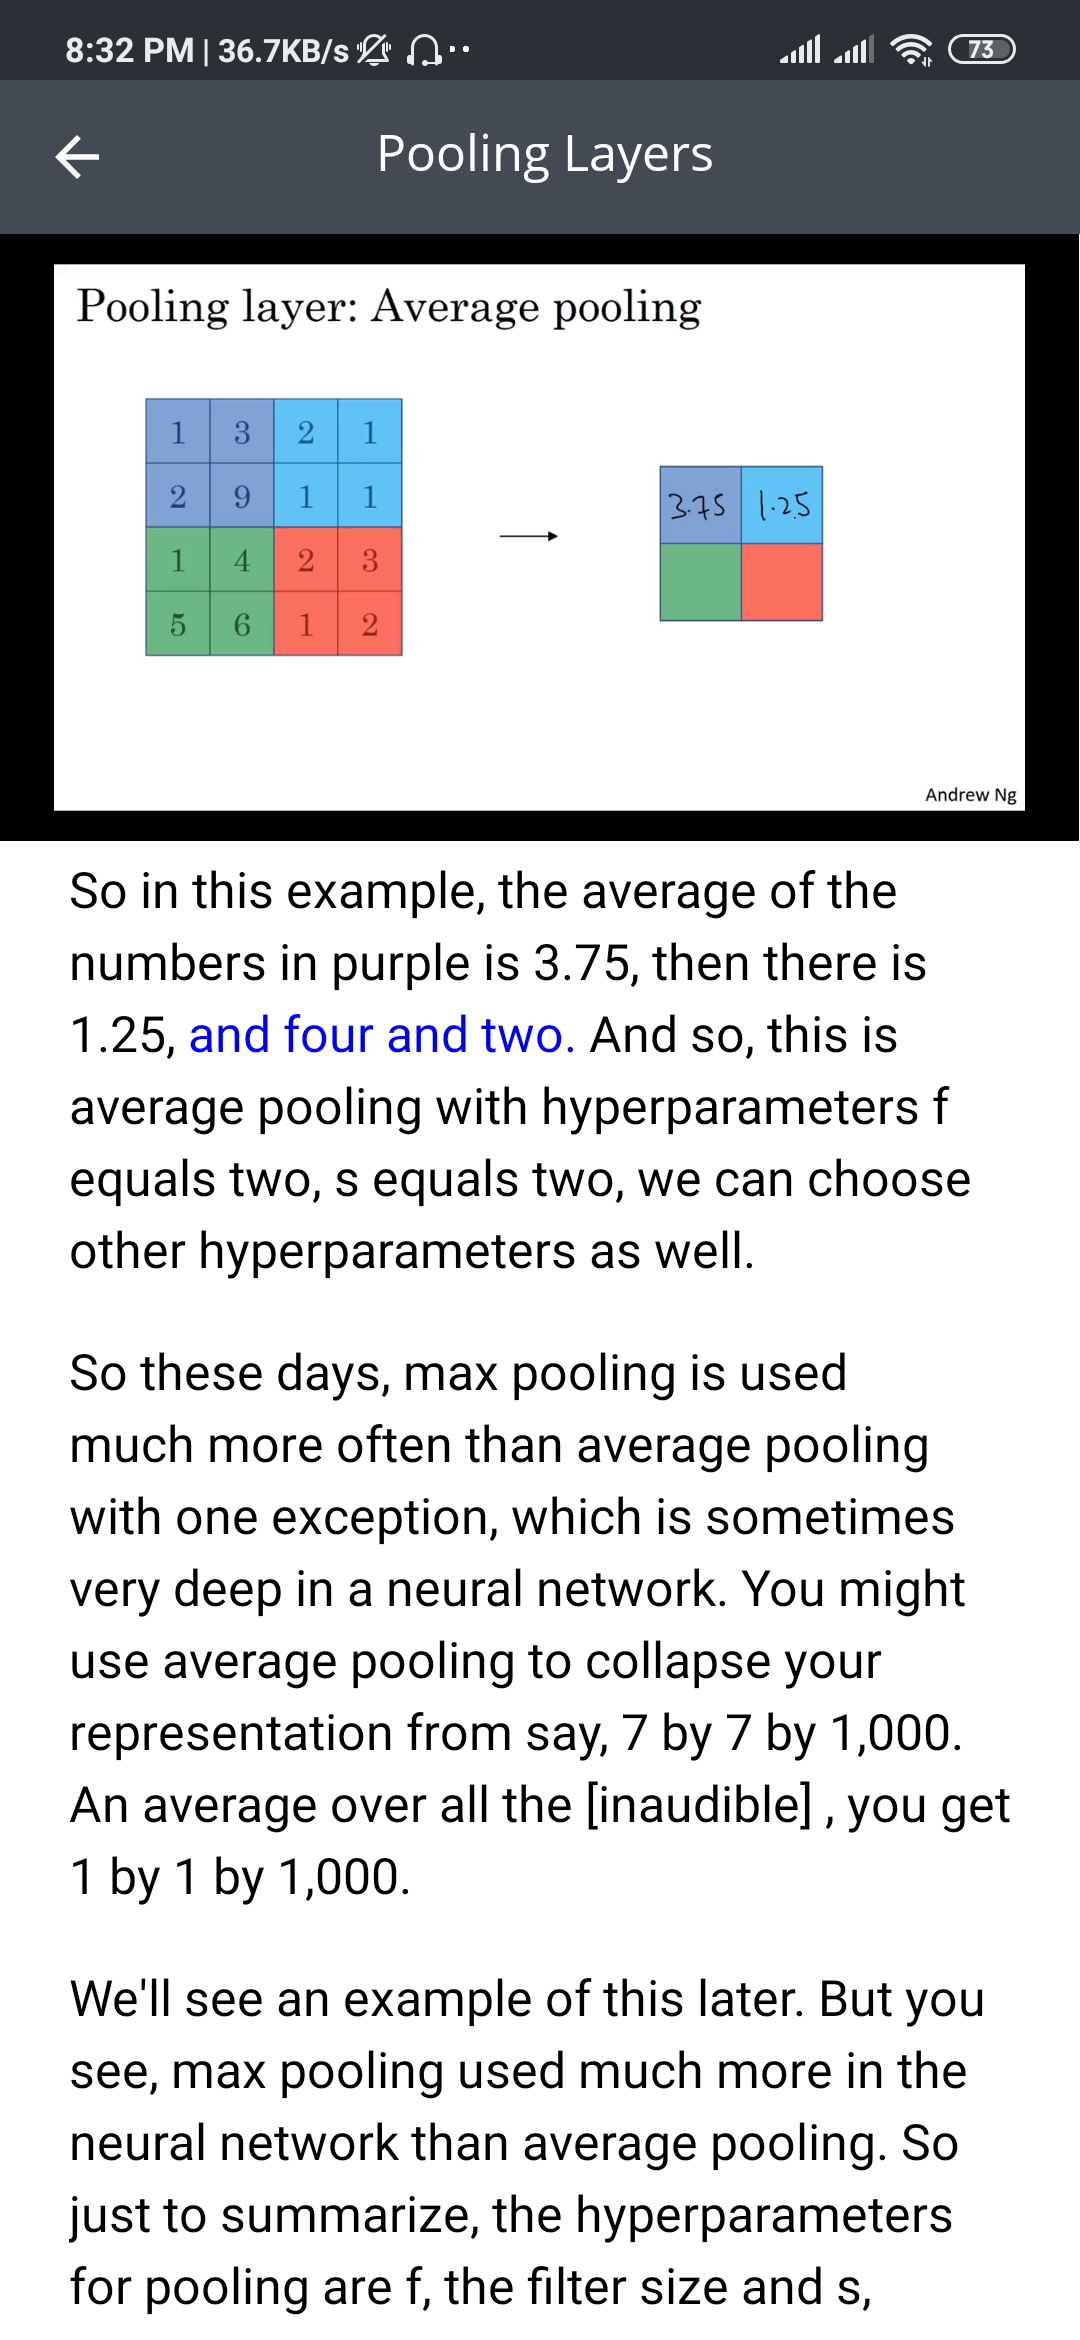 8:32 PM | 36.7KB/s
73
Pooling Layers
Pooling layer: Average pooling
1 3 2 1
2 9 1 1
1 4 2 3
5 6 1 2
3.75 1.25
Andrew Ng
So in this example, the average of the
numbers in purple is 3.75, then there is
1.25, and four and two. And so, this is
average pooling with hyperparameters f
equals two, s equals two, we can choose
other hyperparameters as well.
So these days, max pooling is used
much more often than average pooling
with one exception, which is sometimes
very deep in a neural network. You might
use average pooling to collapse your
representation from say, 7 by 7 by 1,000.
An average over all the [inaudible] , you get
1 by 1 by 1,000.
We'll see an example of this later. But you
see, max pooling used much more in the
neural network than average pooling. So
just to summarize, the hyperparameters
for pooling are f, the filter size and s,